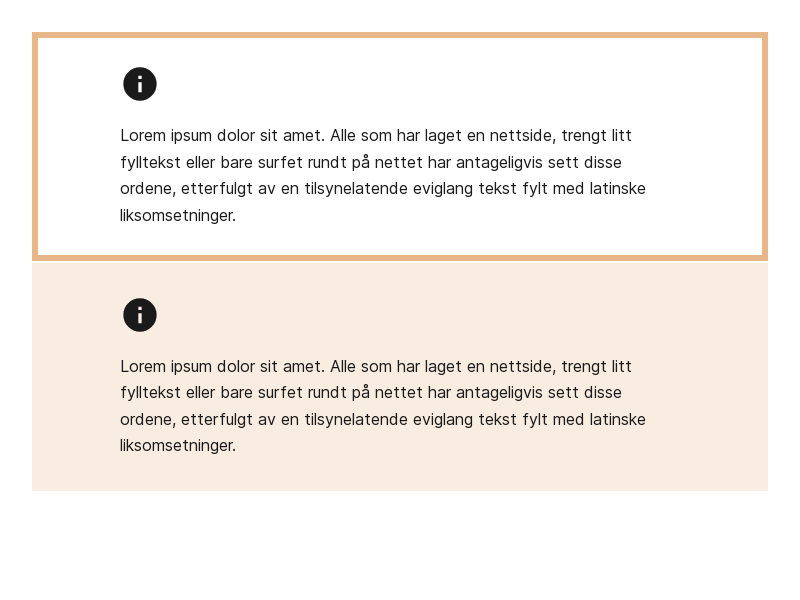 Lorem ipsum dolor sit amet. Alle som har laget en nettside, trengt litt
fylltekst eller bare surfet rundt på nettet har antageligvis sett disse
ordene, etterfulgt av en tilsynelatende eviglang tekst fylt med latinske
liksomsetninger.
Lorem ipsum dolor sit amet. Alle som har laget en nettside, trengt litt
fylltekst eller bare surfet rundt på nettet har antageligvis sett disse
ordene, etterfulgt av en tilsynelatende eviglang tekst fylt med latinske
liksomsetninger.